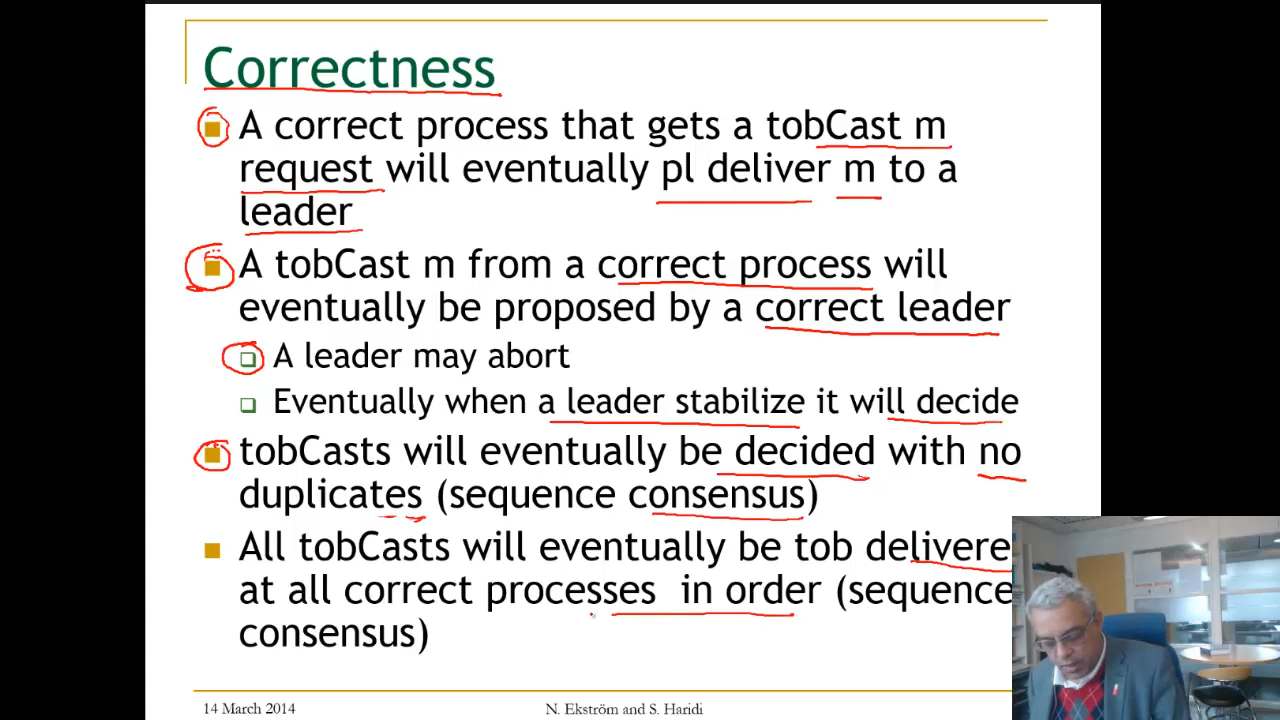 Correctness
A correct process that gets a tobCast m
request will eventually pl deliver m to a
leader
A tobCast m from a correct process will
eventually be proposed by a correct leader
A leader may abort
Eventually when a leader stabilize it will decide
tobCasts will eventually be decided with no
duplicates (sequence consensus)
All tobCasts will eventually be tob delivere
at all correct processes in order (sequence
consensus)
14 March 2014
N. Ekström and S. Haridi